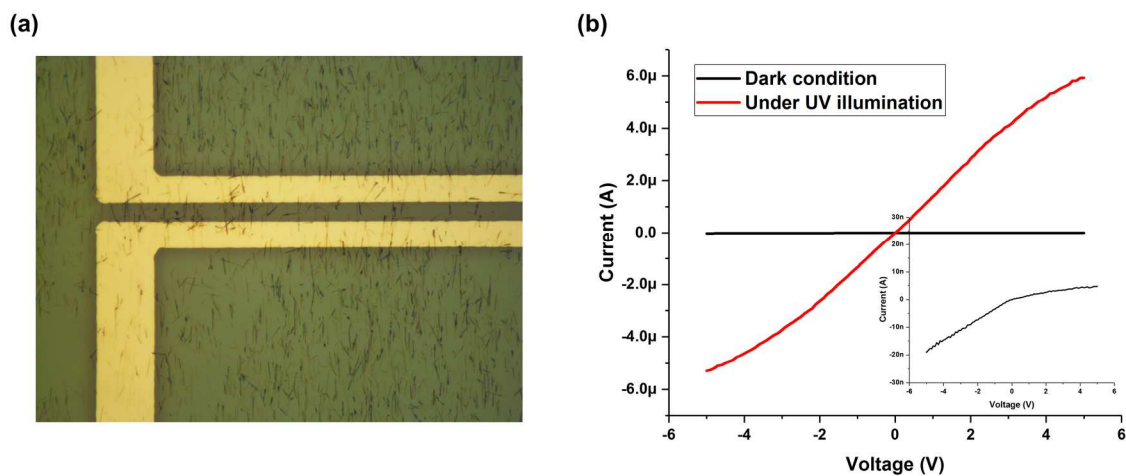 (a)
(b)
6.0μ
4.0μ
2.0μ
0.0
-2.0μ
-4.0μ
-6.0μ
Current (A)
Dark condition
Under UV illumination
30n
20n
10n
0
-10n
-20n
-30n
Current (A)
-6 -4 -2 0 2 4 6
Voltage (V)
-6 -4 -2 0 2 4 6
Voltage (V)